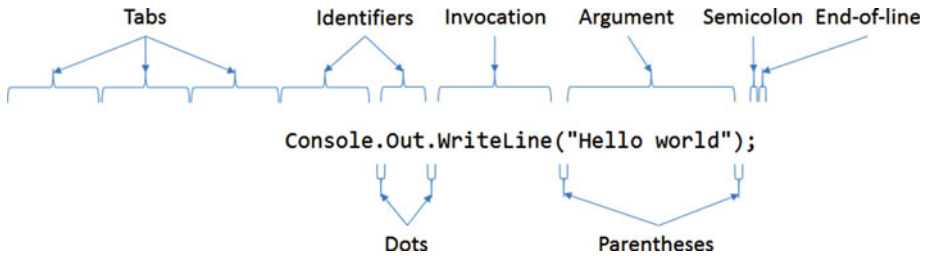 Tabs Identifiers Invocation Argument Semicolon End-of-line
Console.Out.WriteLine("Hello world");
Dots Parentheses